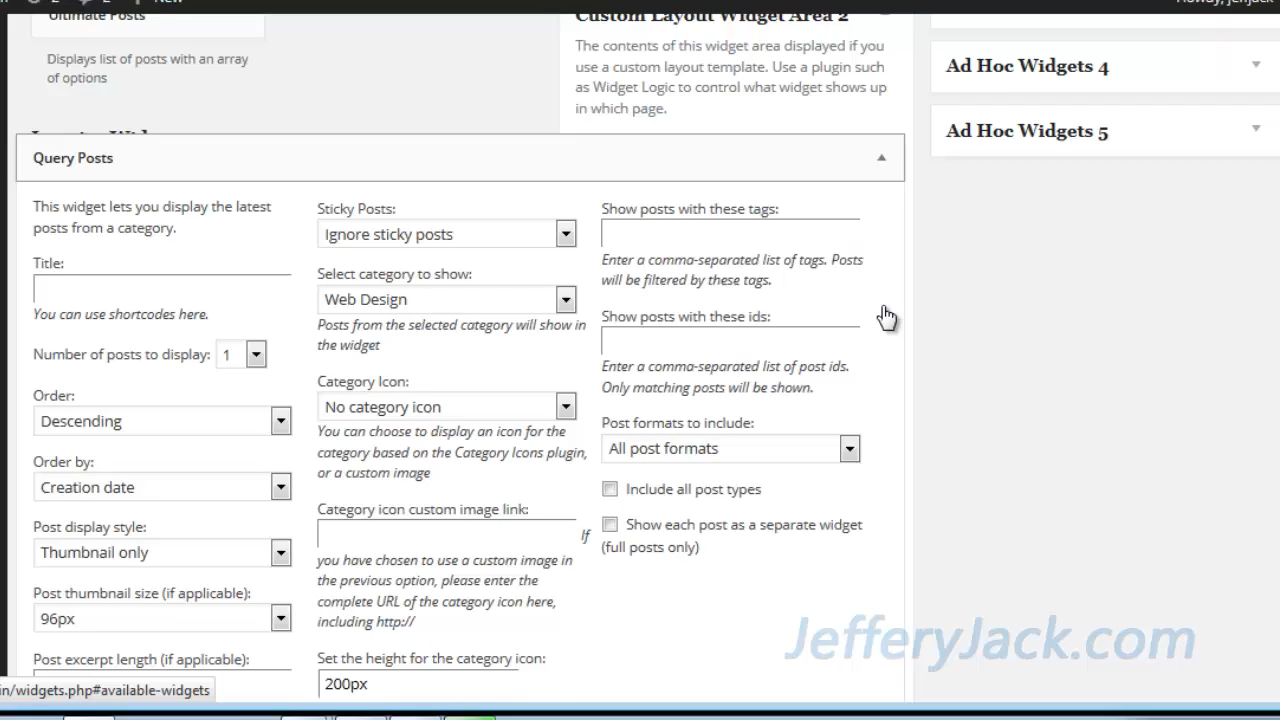 2
2
New
Howdy, jeffjack
Ultimate Posts
Displays list of posts with an array
of options
Custom Layout Widget Area 2
The contents of this widget area displayed if you
use a custom layout template. Use a plugin such
as Widget Logic to control what widget shows up
in which page.
Ad Hoc Widgets 4
Ad Hoc Widgets 5
Query Posts
This widget lets you display the latest
posts from a category.
Title:
You can use shortcodes here.
Number of posts to display: 1
Order:
Descending
Order by:
Creation date
Post display style:
Thumbnail only
Post thumbnail size (if applicable):
96px
Post excerpt length (if applicable):
Sticky Posts:
Ignore sticky posts
Select category to show:
Web Design
Posts from the selected category will show in
the widget
Category Icon:
No category icon
You can choose to display an icon for the
category based on the Category Icons plugin,
or a custom image
Category icon custom image link:
If
you have chosen to use a custom image in
the previous option, please enter the
complete URL of the category icon here,
including http://
Set the height for the category icon:
200px
Show posts with these tags:
Enter a comma-separated list of tags. Posts
will be filtered by these tags.
Show posts with these ids:
Enter a comma-separated list of post ids.
Only matching posts will be shown.
Post formats to include:
All post formats
Include all post types
Show each post as a separate widget
(full posts only)
JefferyJack.com
in/widgets.php#available-widgets